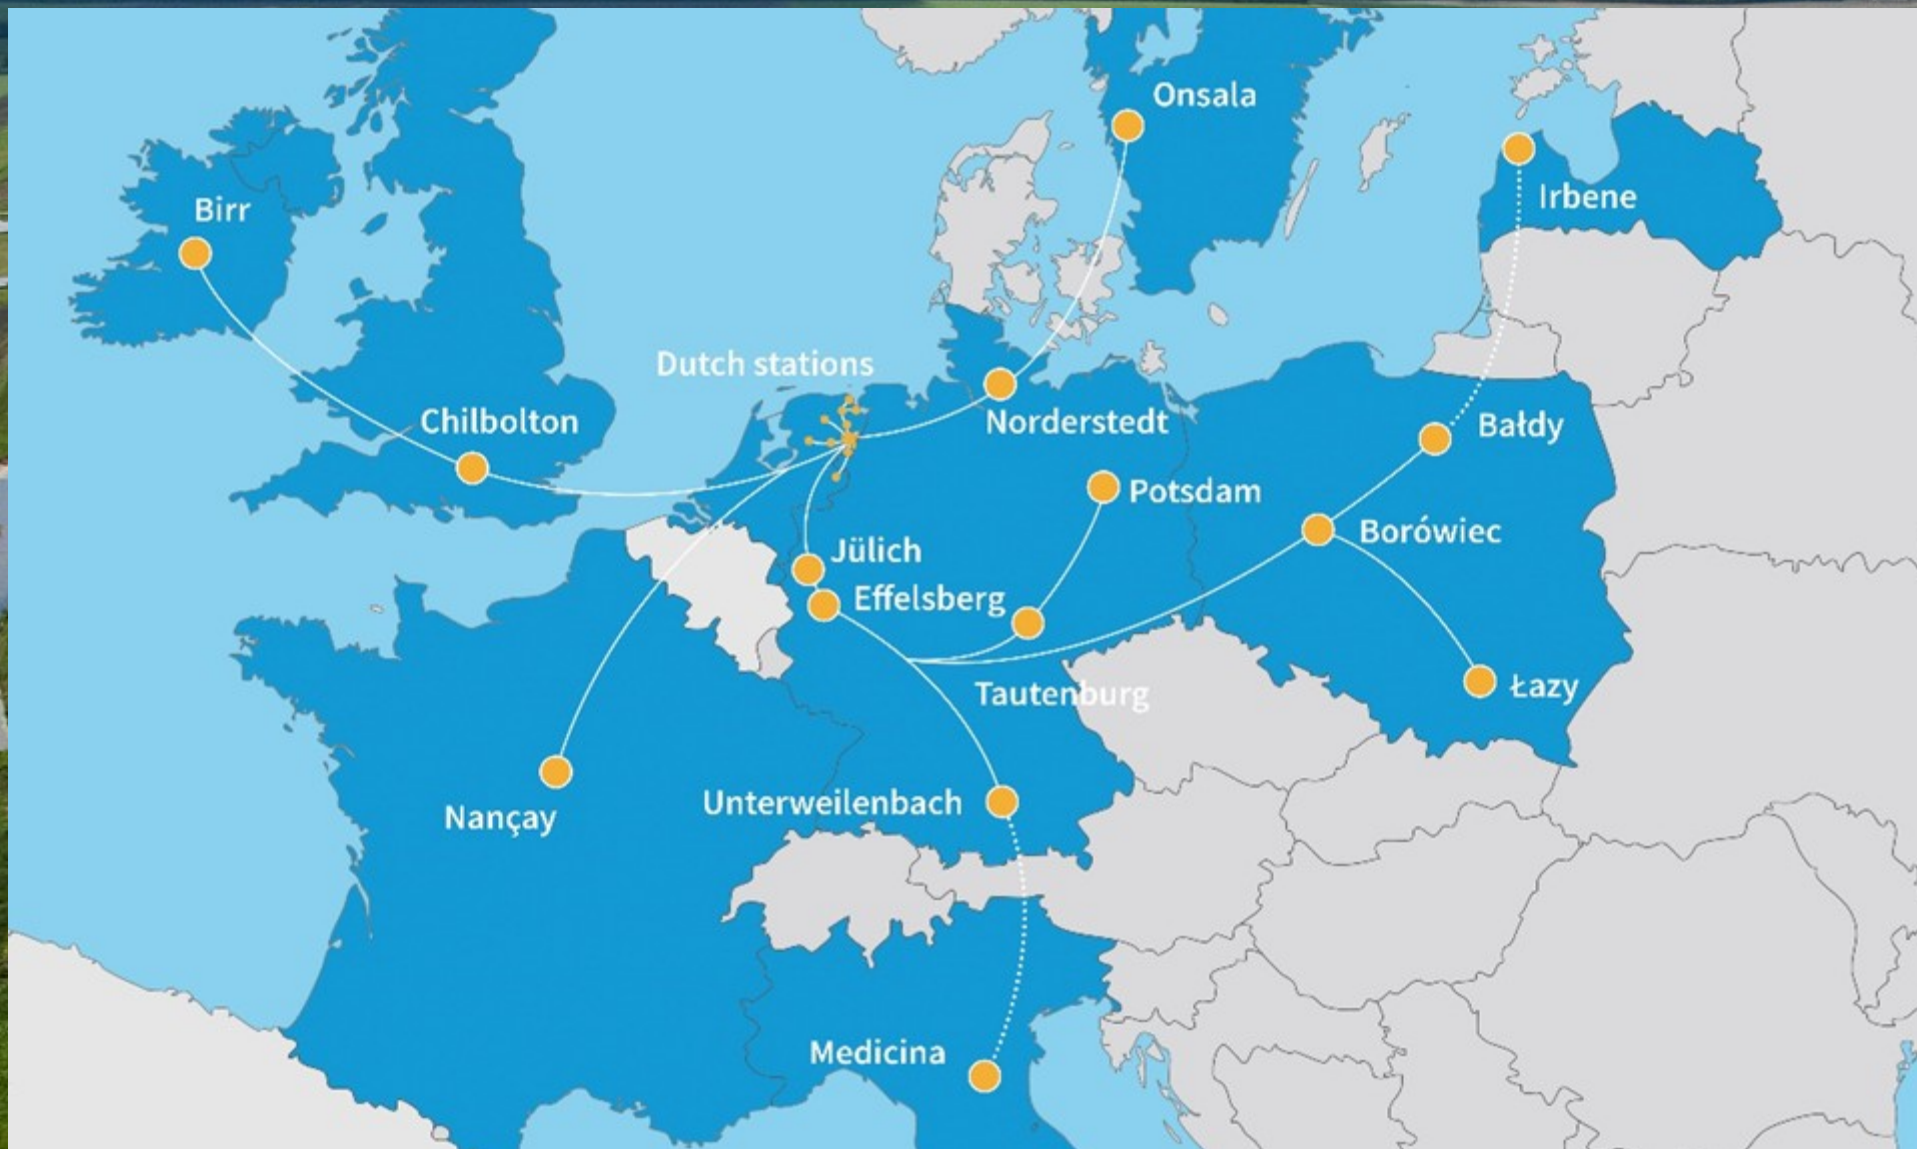 Onsala
Irbene
Birr
Dutch stations
Chilbolton
Norderstedt
Bałdy
Potsdam
Borówiec
Jülich
Effelsberg
Łazy
Tautenburg
Unterweilenbach
Nançay
Medicina